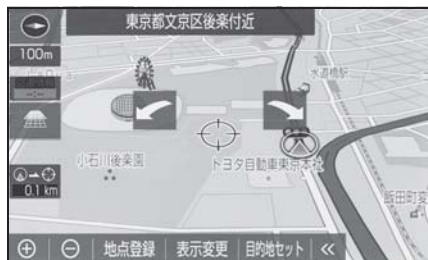 東京都文京区後楽付近
100m
水道橋駅
小石川後楽園
トヨタ自動車東京本社
0.1 km
飯田町変
地点登録 表示変更 目的地セット